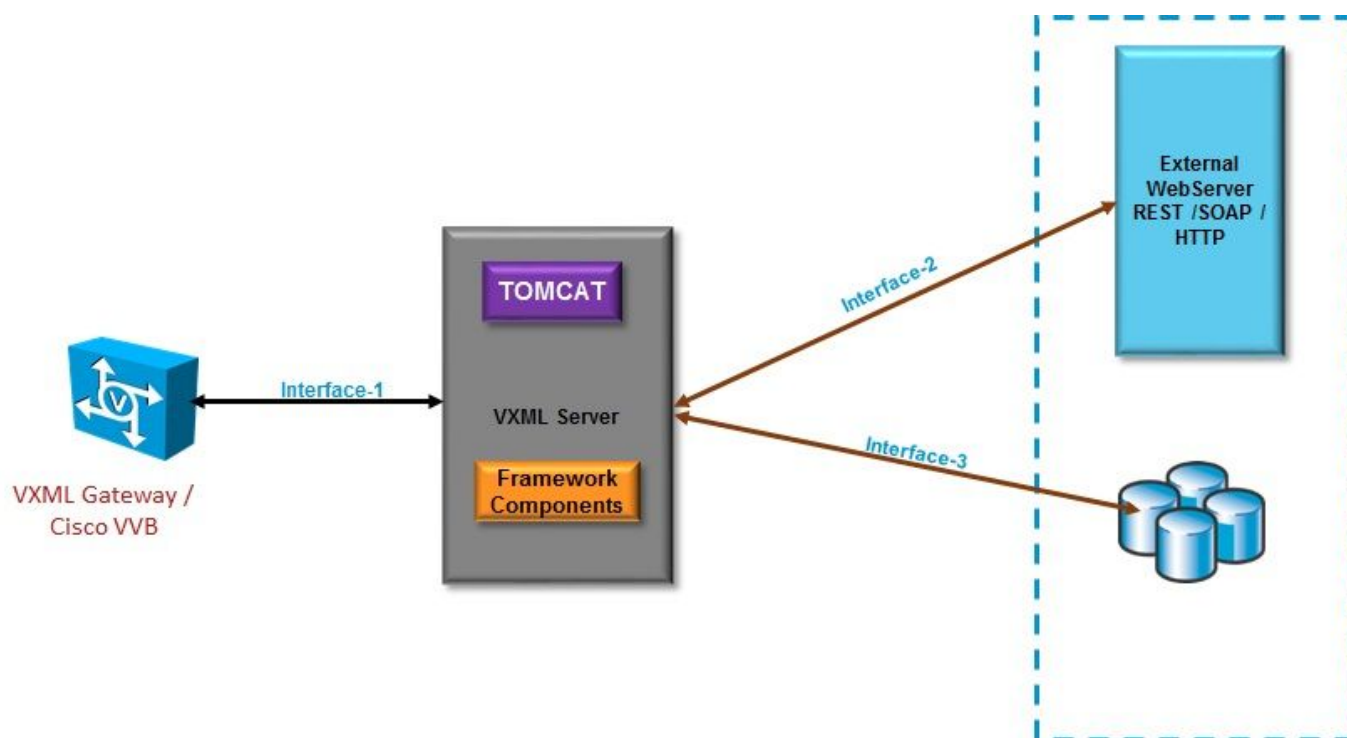 External
WebServer
REST /SOAP /
HTTP
TOMCAT
Interface-2
Interface-1
V
VXML Server
Interface-3
Framework
Components
VXML Gateway /
Cisco VVB